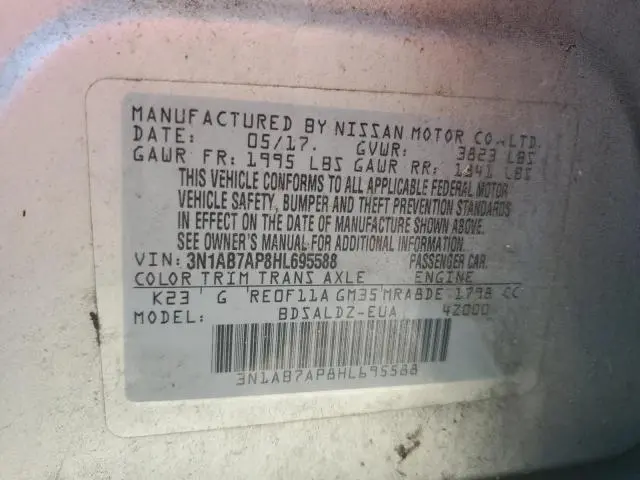 MANUFACTURED BY NISSAN MOTOR CO.,LTD.
DATE: 05/17. GVWR: 3823 LBS
GAWR FR: 1995 LBS GAWR RR: 1841 LBS
THIS VEHICLE CONFORMS TO ALL APPLICABLE FEDERAL MOTOR
VEHICLE SAFETY, BUMPER AND THEFT PREVENTION STANDARDS
IN EFFECT ON THE DATE OF MANUFACTURE SHOWN ABOVE.
SEE OWNER'S MANUAL FOR ADDITIONAL INFORMATION.
VIN: 3N1AB7AP8HL695588 PASSENGER CAR.
COLOR TRIM TRANS AXLE ENGINE
K23 G RE0F11A GM35 MRA8DE 1798 CC
MODEL: BDSALDZ-EUA 42000
3N1AB7AP8HL695588